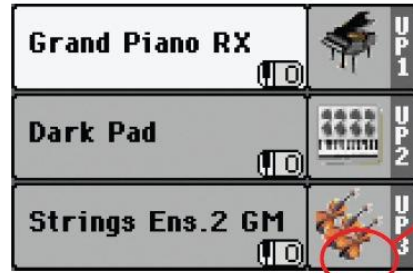 Grand Piano RX
UP1
Dark Pad
UP2
Strings Ens.2 GM
UP3